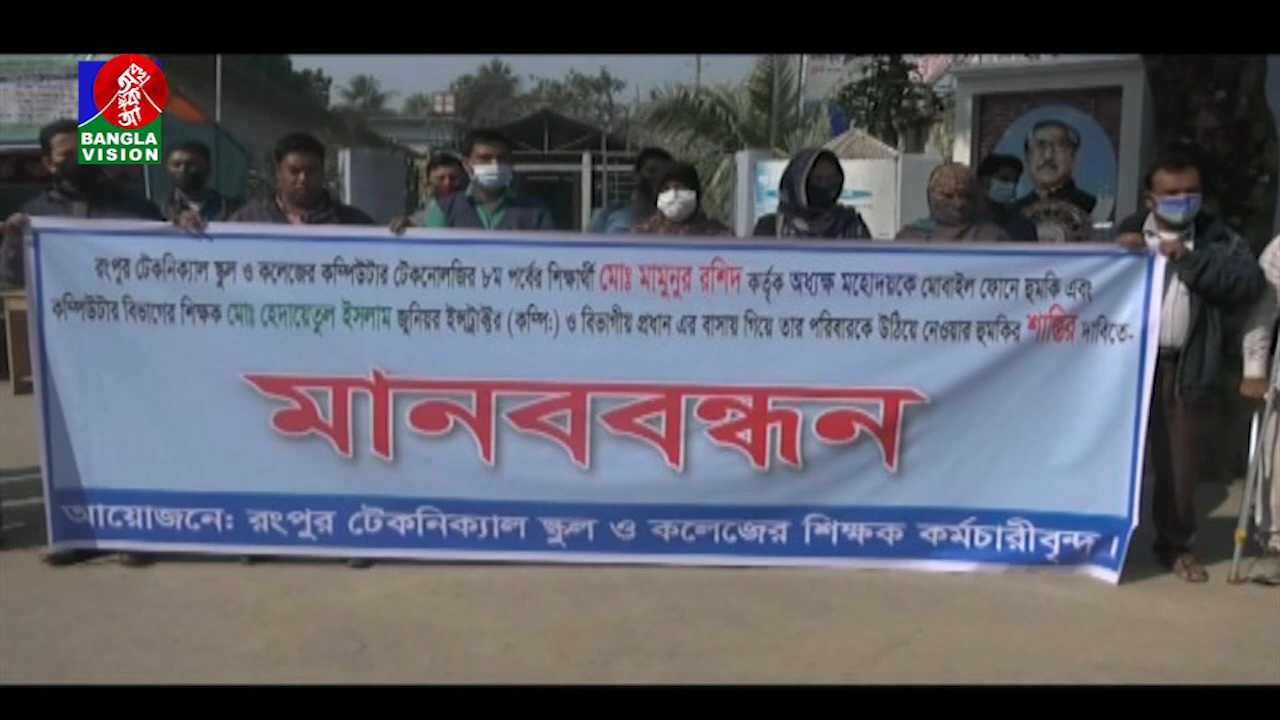 BANGLA
VISION
রংপুর টেকনিক্যাল স্কুল ও কলেজের কম্পিউটার টেকনোলজির ৮ম পর্বের শিক্ষার্থী মোঃ মামুনুর রশিদ কর্তৃক অধ্যক্ষ মহোদয়কে মোবাইল ফোনে হুমকি এবং
কম্পিউটার বিভাগের শিক্ষক মোঃ হেদায়েতুল ইসলাম জুনিয়র ইন্সট্রাক্টর (কম্পি:) ও বিভাগীয় প্রধান এর বাসায় গিয়ে তার পরিবারকে উঠিয়ে নেওয়ার হুমকির শাস্তির দাবিতে-
মানববন্ধন
আয়োজনে: রংপুর টেকনিক্যাল স্কুল ও কলেজের শিক্ষক কর্মচারীবৃন্দ।